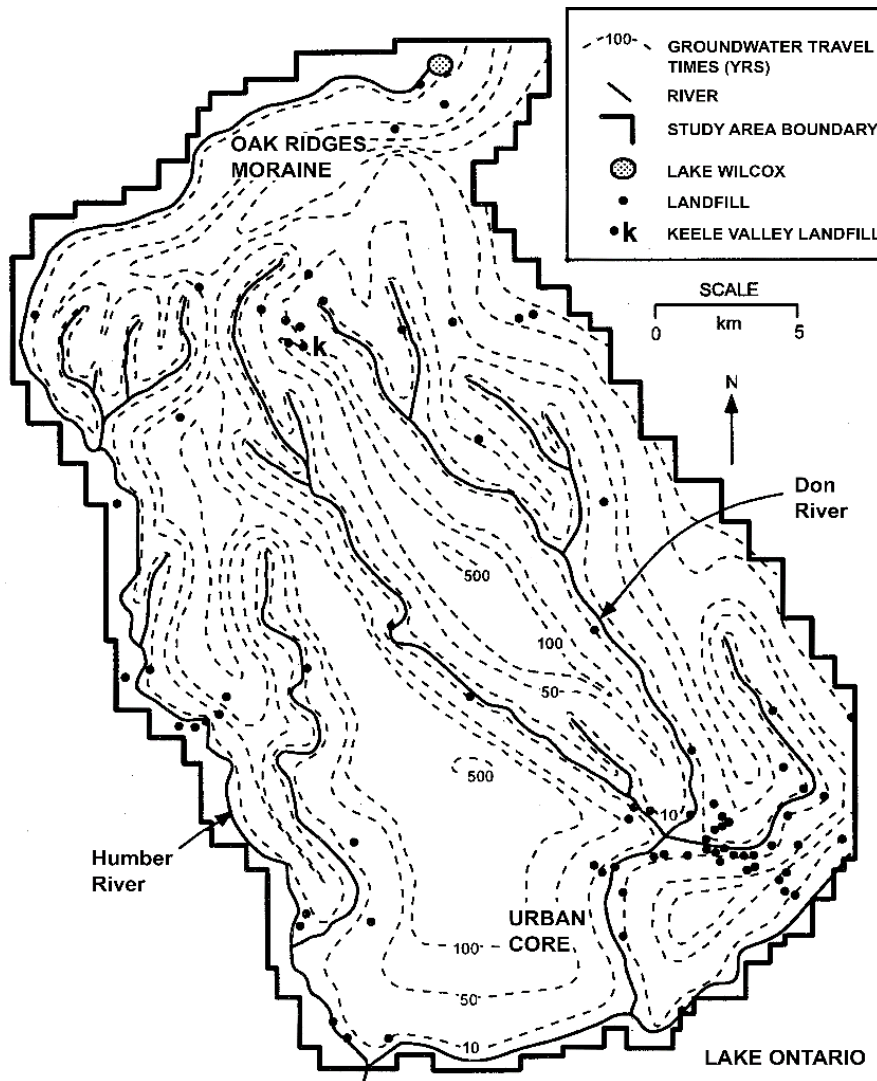 100
GROUNDWATER TRAVEL
TIMES (YRS)
RIVER
STUDY AREA BOUNDARY
LAKE WILCOX
LANDFILL
k KEELE VALLEY LANDFILL
OAK RIDGES
MORAINE
SCALE
0 5
km
k
N
Don
River
500
100
50
500
10
Humber
River
URBAN
CORE
100
50
10
LAKE ONTARIO